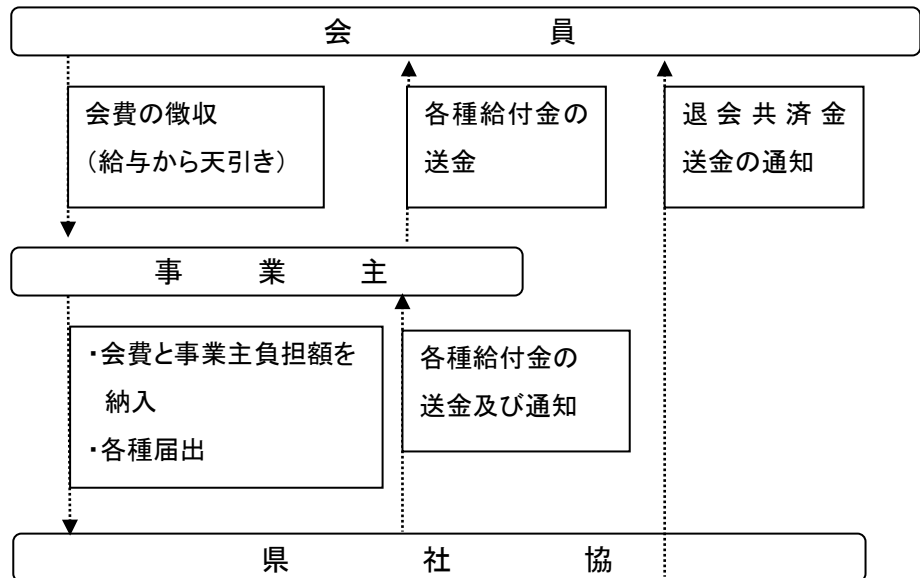 会員
会費の徴収
(給与から天引き)
各種給付金の
送金
退会共済金
送金の通知
事業主
・会費と事業主負担額を
納入
・各種届出
各種給付金の
送金及び通知
県社協